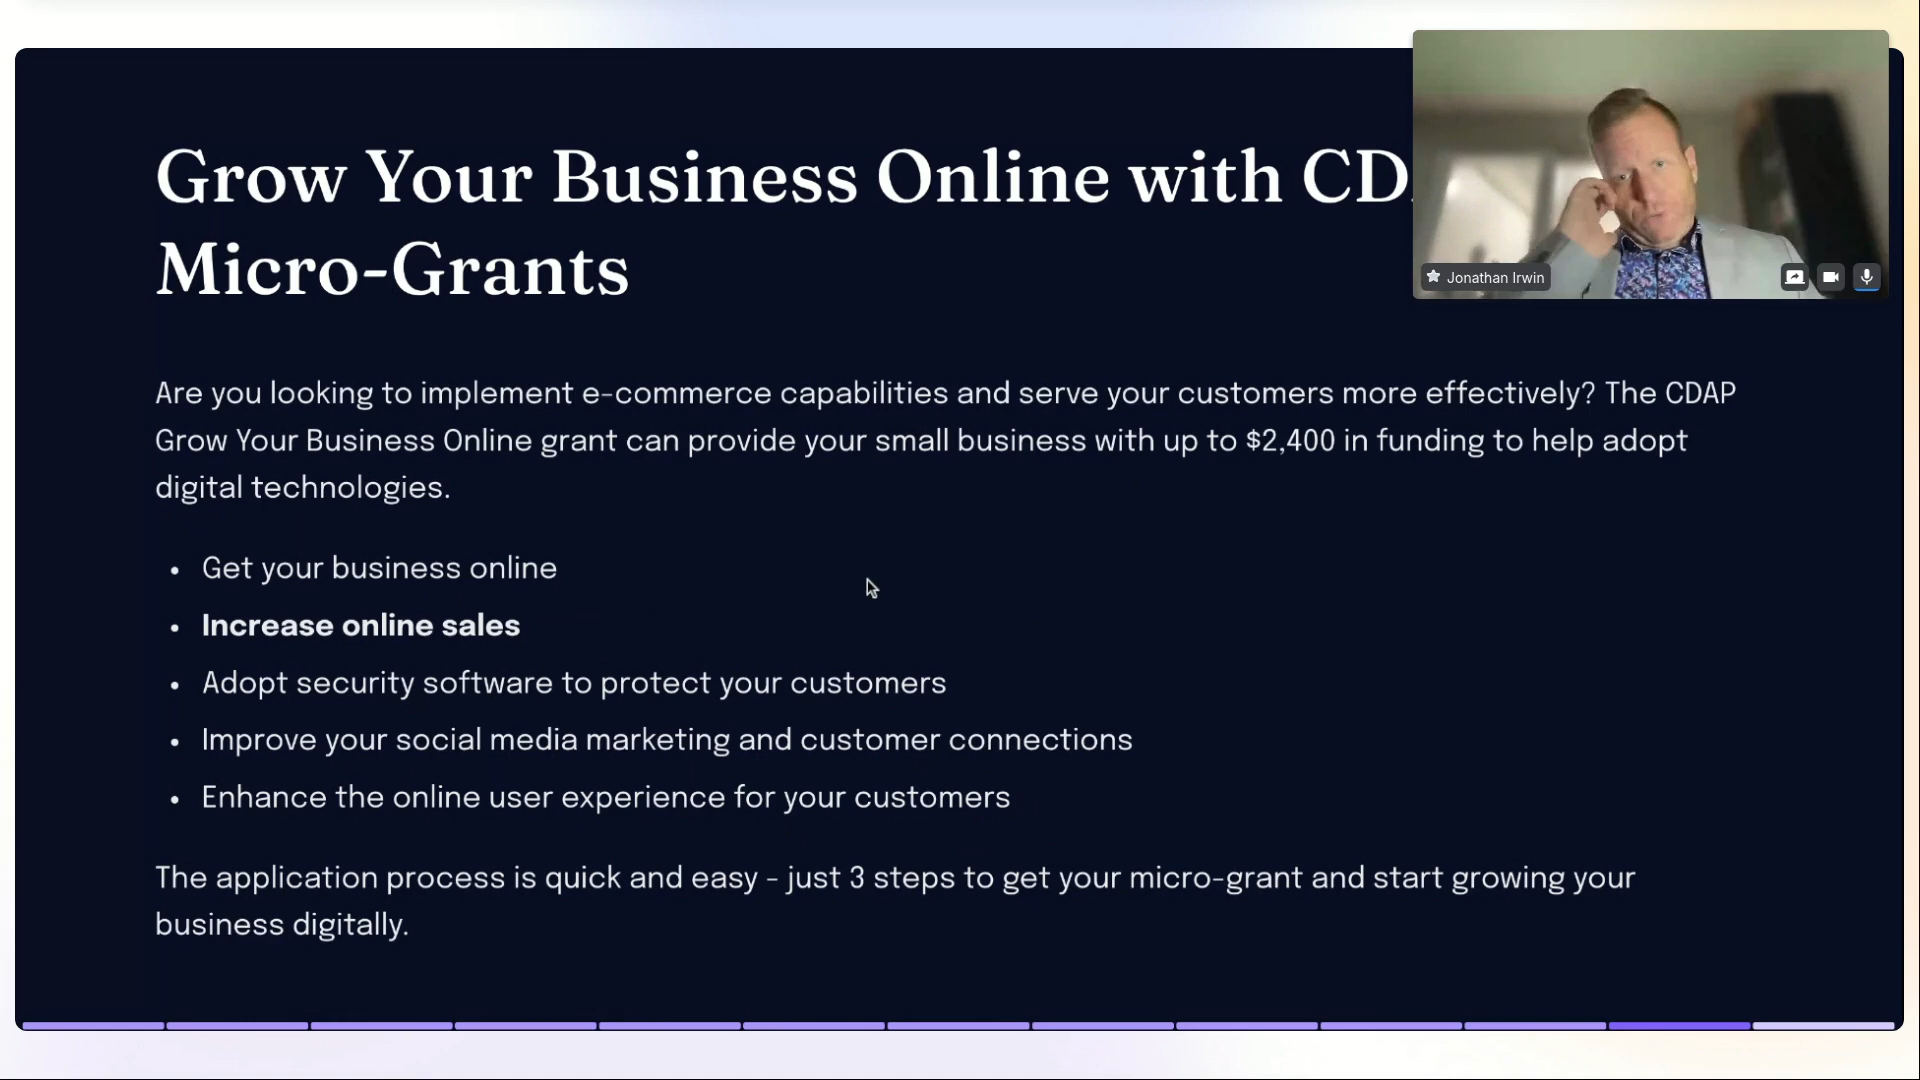 Grow Your Business Online with CD
Micro-Grants
Jonathan Irwin
Are you looking to implement e-commerce capabilities and serve your customers more effectively? The CDAP
Grow Your Business Online grant can provide your small business with up to $2,400 in funding to help adopt
digital technologies.
• Get your business online
• Increase online sales
• Adopt security software to protect your customers
• Improve your social media marketing and customer connections
• Enhance the online user experience for your customers
The application process is quick and easy - just 3 steps to get your micro-grant and start growing your
business digitally.